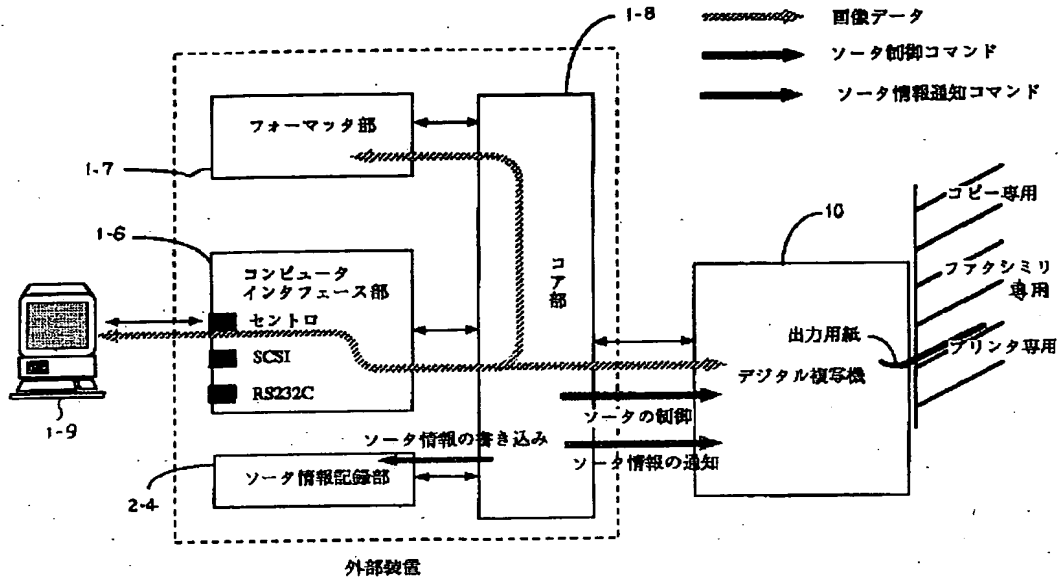 1-8
画像データ
ソータ制御コマンド
ソータ情報通知コマンド
フォーマッタ部
1-7
1-6
コンピュータ
インタフェース部
セントロ
SCSI
RS232C
1-9
コア部
10
コピー専用
ファタシミリ
専用
プリンタ専用
出力用紙
デジタル複写機
ソータの制御
ソータ情報の書き込み
ソータ情報の通知
ソータ情報記録部
2-4
外部装置